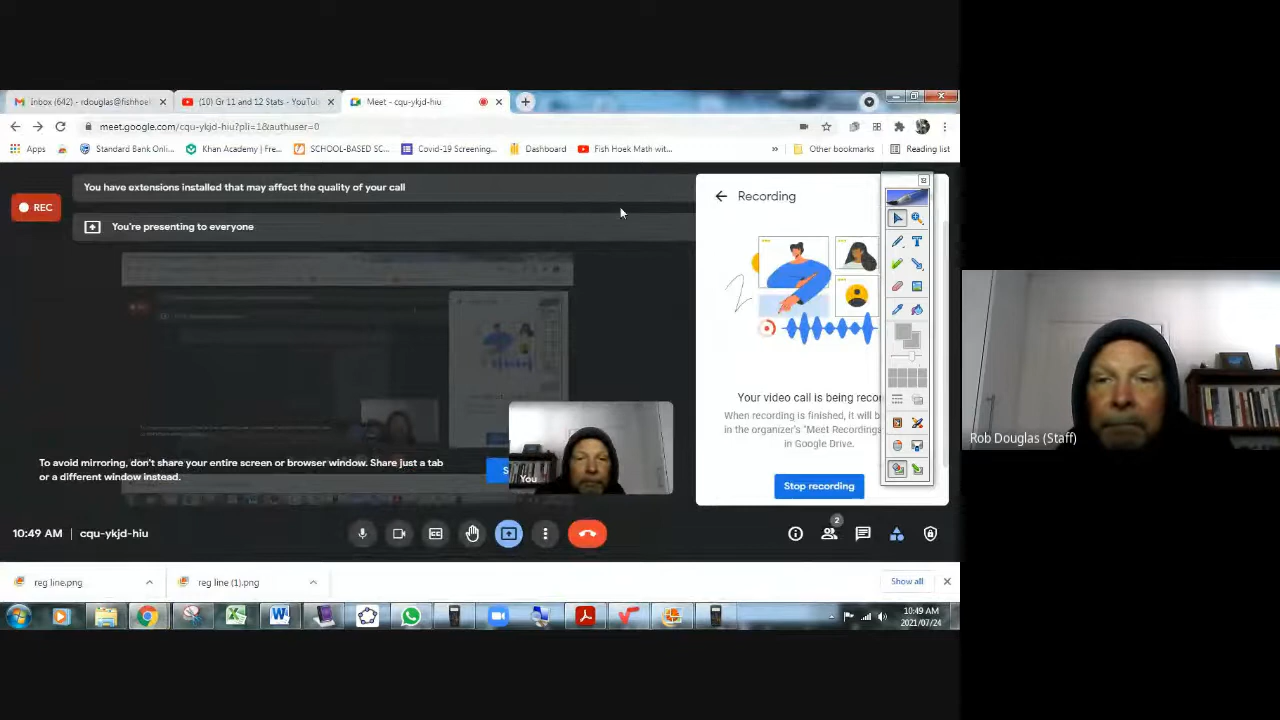 Inbox (642) - rdouglas@fishhoel
(10) Gr 11 and 12 Stats - YouTub
Meet - cqu-ykjd-hiu
meet.google.com/cqu-ykjd-hiu?pli=1&authuser=0
Apps
Standard Bank Onli...
Khan Academy | Fre...
SCHOOL-BASED SC...
Covid-19 Screening...
Dashboard
Fish Hoek Math wit...
»
Other bookmarks
Reading list
You have extensions installed that may affect the quality of your call
REC
You're presenting to everyone
Recording
Your video call is being recor
When recording is finished, it will b
in the organizer's "Meet Recordings
in Google Drive.
Stop recording
To avoid mirroring, don't share your entire screen or browser window. Share just a tab
or a different window instead.
S
You
Rob Douglas (Staff)
10:49 AM | cqu-ykjd-hiu
2
reg line.png
reg line (1).png
Show all
10:49 AM
2021/07/24